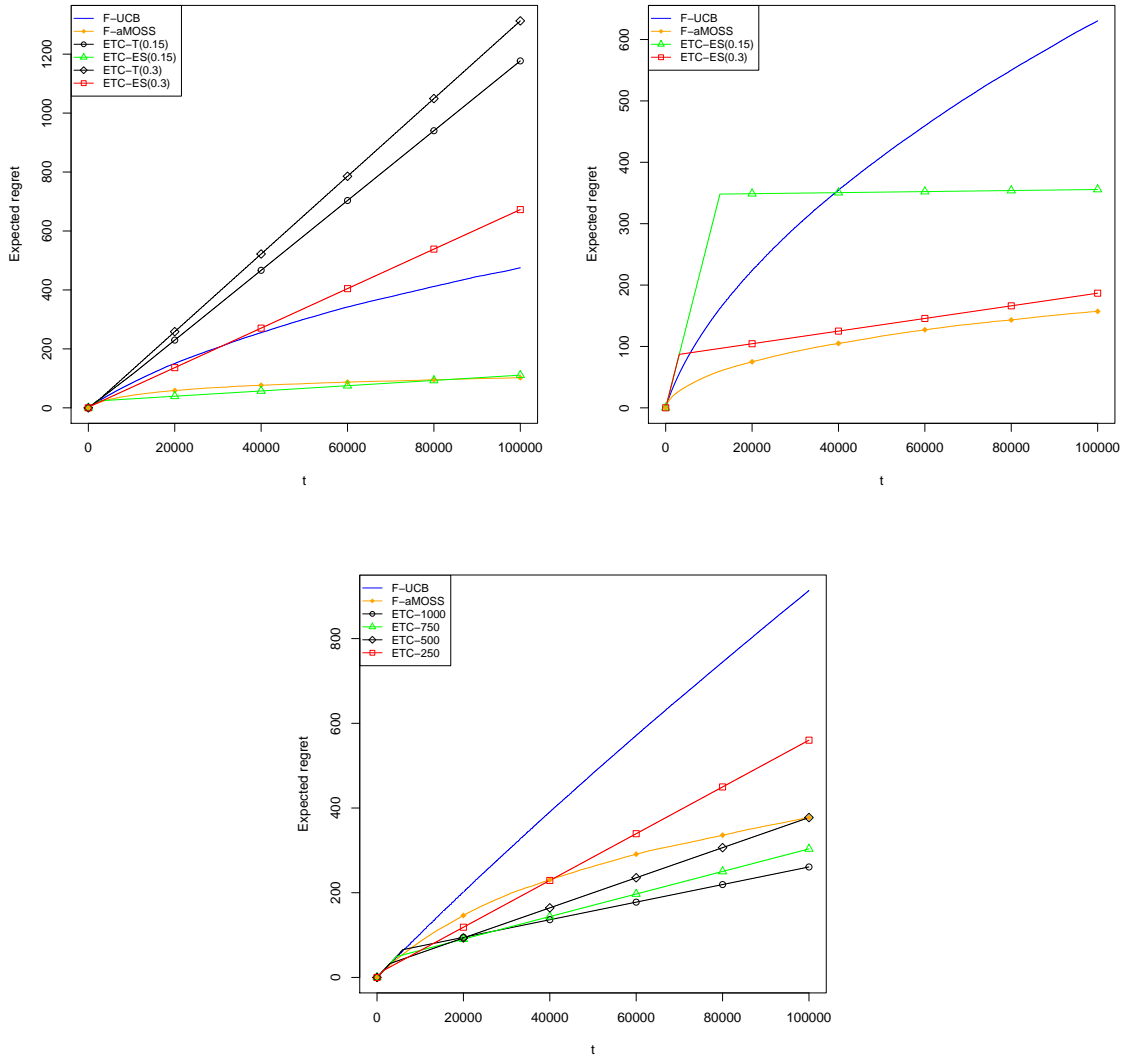 F−UCB
F−aMOSS
ETC−T(0.15)
ETC−ES(0.15)
ETC−T(0.3)
ETC−ES(0.3)
Expected regret
0 200 400 600 800 1000 1200
0 20000 40000 60000 80000 100000
t
F−UCB
F−aMOSS
ETC−ES(0.15)
ETC−ES(0.3)
Expected regret
0 100 200 300 400 500 600
0 20000 40000 60000 80000 100000
t
F−UCB
F−aMOSS
ETC−1000
ETC−750
ETC−500
ETC−250
Expected regret
0 200 400 600 800
0 20000 40000 60000 80000 100000
t